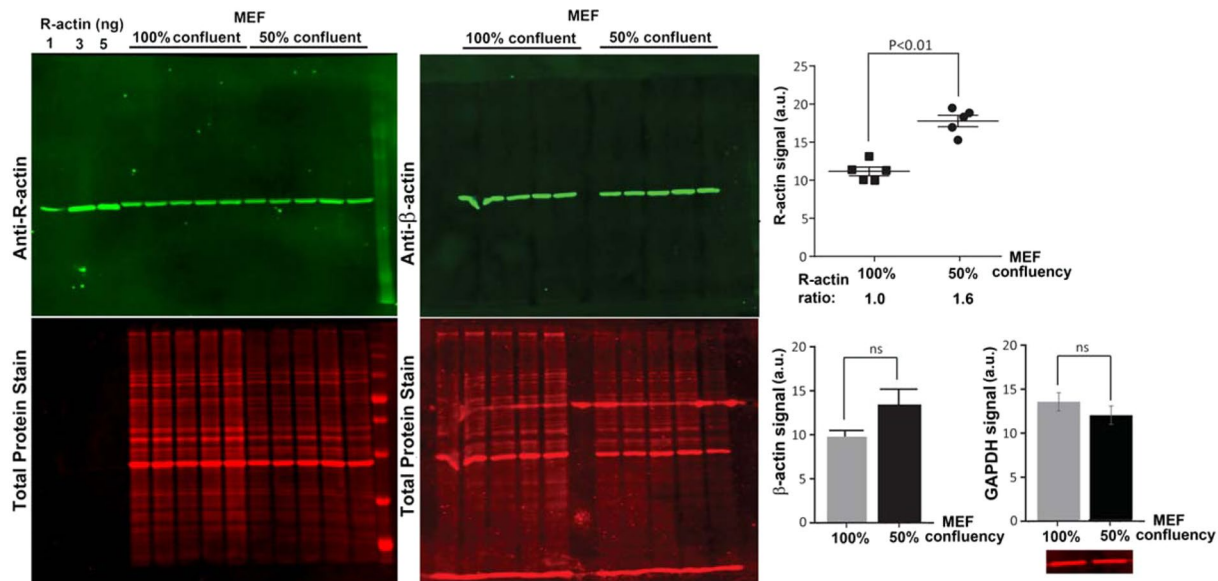 R-actin (ng)
1 3 5
MEF
100% confluent 50% confluent
Anti-R-actin
Total Protein Stain
MEF
100% confluent 50% confluent
Anti-β-actin
Total Protein Stain
P<0.01
R-actin signal (a.u.)
25
20
15
10
5
0
100% 50%
MEF
confluency
R-actin
ratio: 1.0 1.6
ns
β-actin signal (a.u.)
20
15
10
5
0
100% 50%
MEF
confluency
ns
GAPDH signal (a.u.)
20
15
10
5
0
100% 50%
MEF
confluency